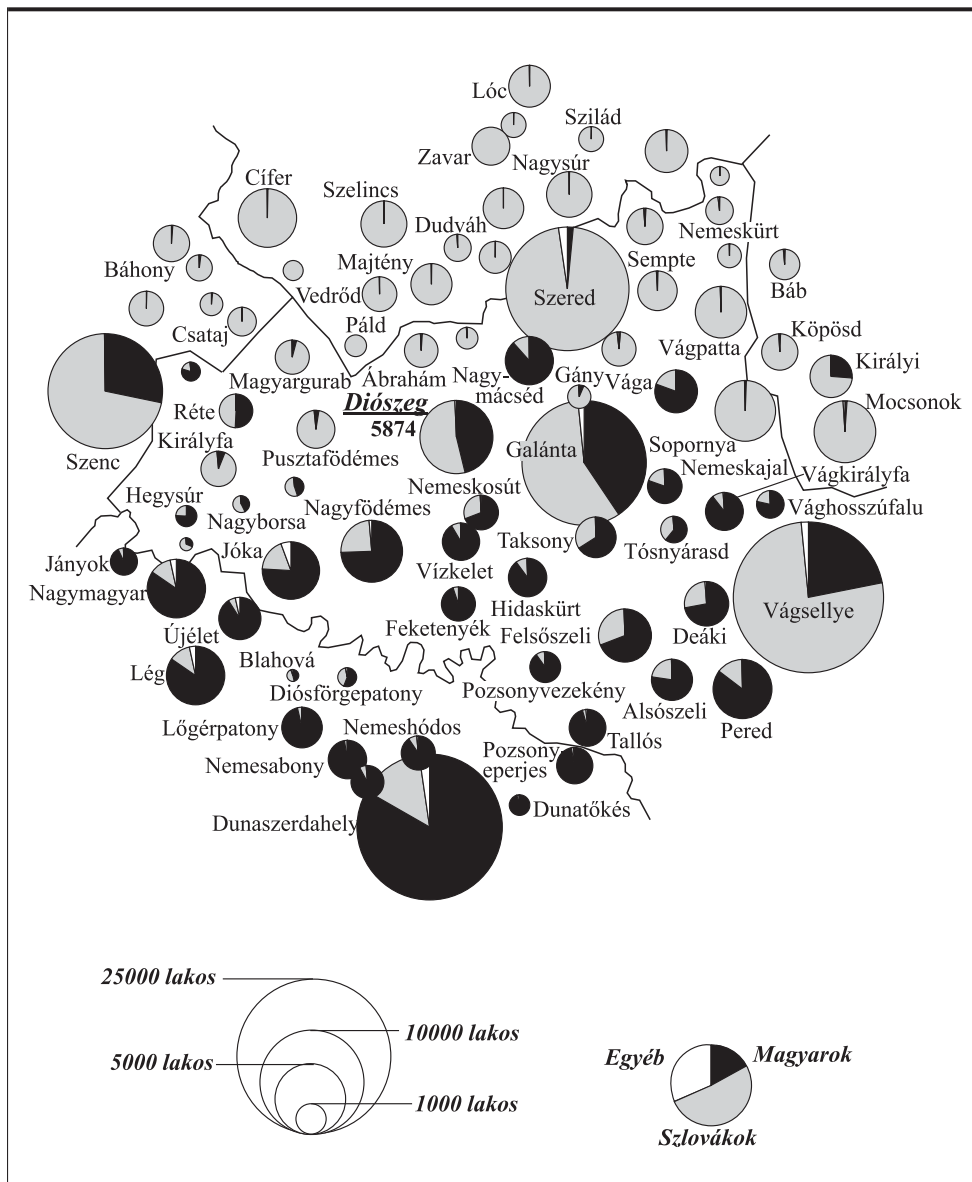 Lóc
Szilád
Zavar
Nagysúr
Cífer
Szelincs
Dudváh
Nemeskürt
Báhony
Majtény
Sempte
Báb
Vedrőd
Szered
Csataj
Páld
Vágpatta
Köpösd
Magyargurab
Ábrahám
Nagy-
mácséd
Gány
Vága
Királyi
Diószeg
5874
Réte
Mocsonok
Királyfa
Pusztafödémes
Galánta
Sopornya
Szenc
Nemeskajal
Vágkirályfa
Hegysúr
Nagyborsa
Nagyfödémes
Nemeskosút
Vághosszúfalu
Jóka
Taksony
Tósnyárasd
Jányok
Vízkelet
Nagymagyar
Hidaskürt
Vágsellye
Feketenyék
Felsőszeli
Deáki
Újélet
Blahová
Lég
Diósförgepatony
Pozsonyvezekény
Alsószeli
Lőgérpatony
Nemeshódos
Pered
Tallós
Nemesabony
Pozsony-
eperjes
Dunaszerdahely
Dunatőkés
25000 lakos
10000 lakos
5000 lakos
1000 lakos
Egyéb
Magyarok
Szlovákok